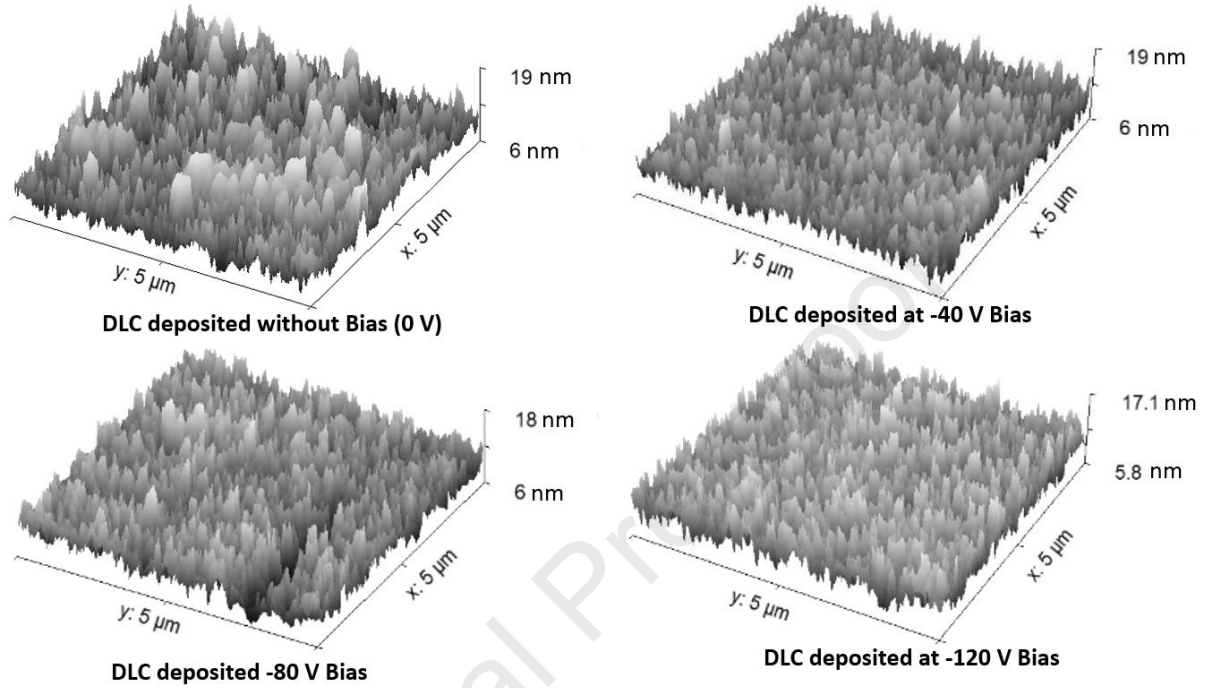 19 nm
6 nm
x: 5 µm
y: 5 µm
DLC deposited without Bias (0 V)
19 nm
6 nm
x: 5 µm
y: 5 µm
DLC deposited at -40 V Bias
18 nm
6 nm
x: 5 µm
y: 5 µm
DLC deposited -80 V Bias
17.1 nm
5.8 nm
x: 5 µm
y: 5 µm
DLC deposited at -120 V Bias